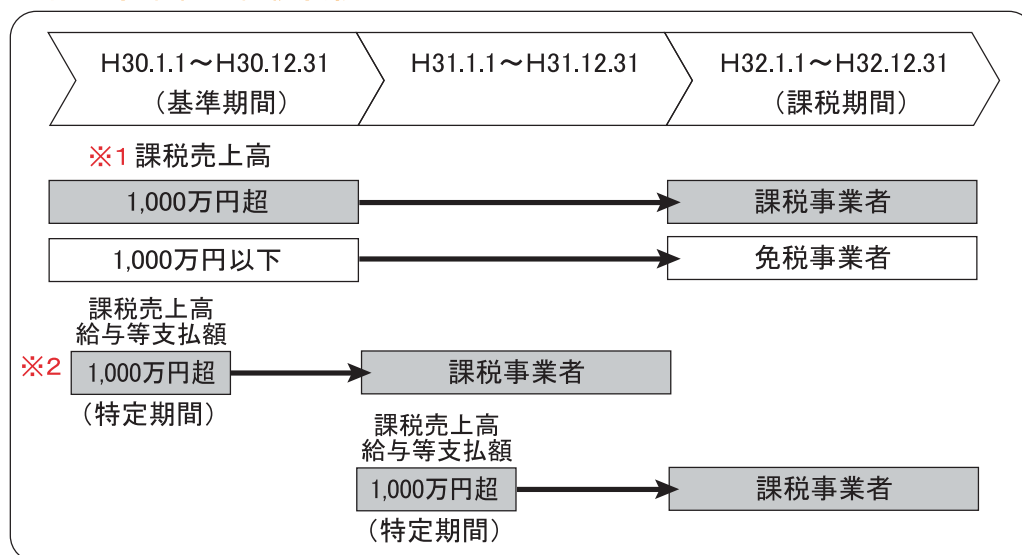 H30.1.1～H30.12.31
（基準期間）
H31.1.1～H31.12.31
H32.1.1～H32.12.31
（課税期間）
※1 課税売上高
1,000万円超
課税事業者
1,000万円以下
免税事業者
課税売上高
給与等支払額
※2
1,000万円超
課税事業者
（特定期間）
課税売上高
給与等支払額
1,000万円超
課税事業者
（特定期間）